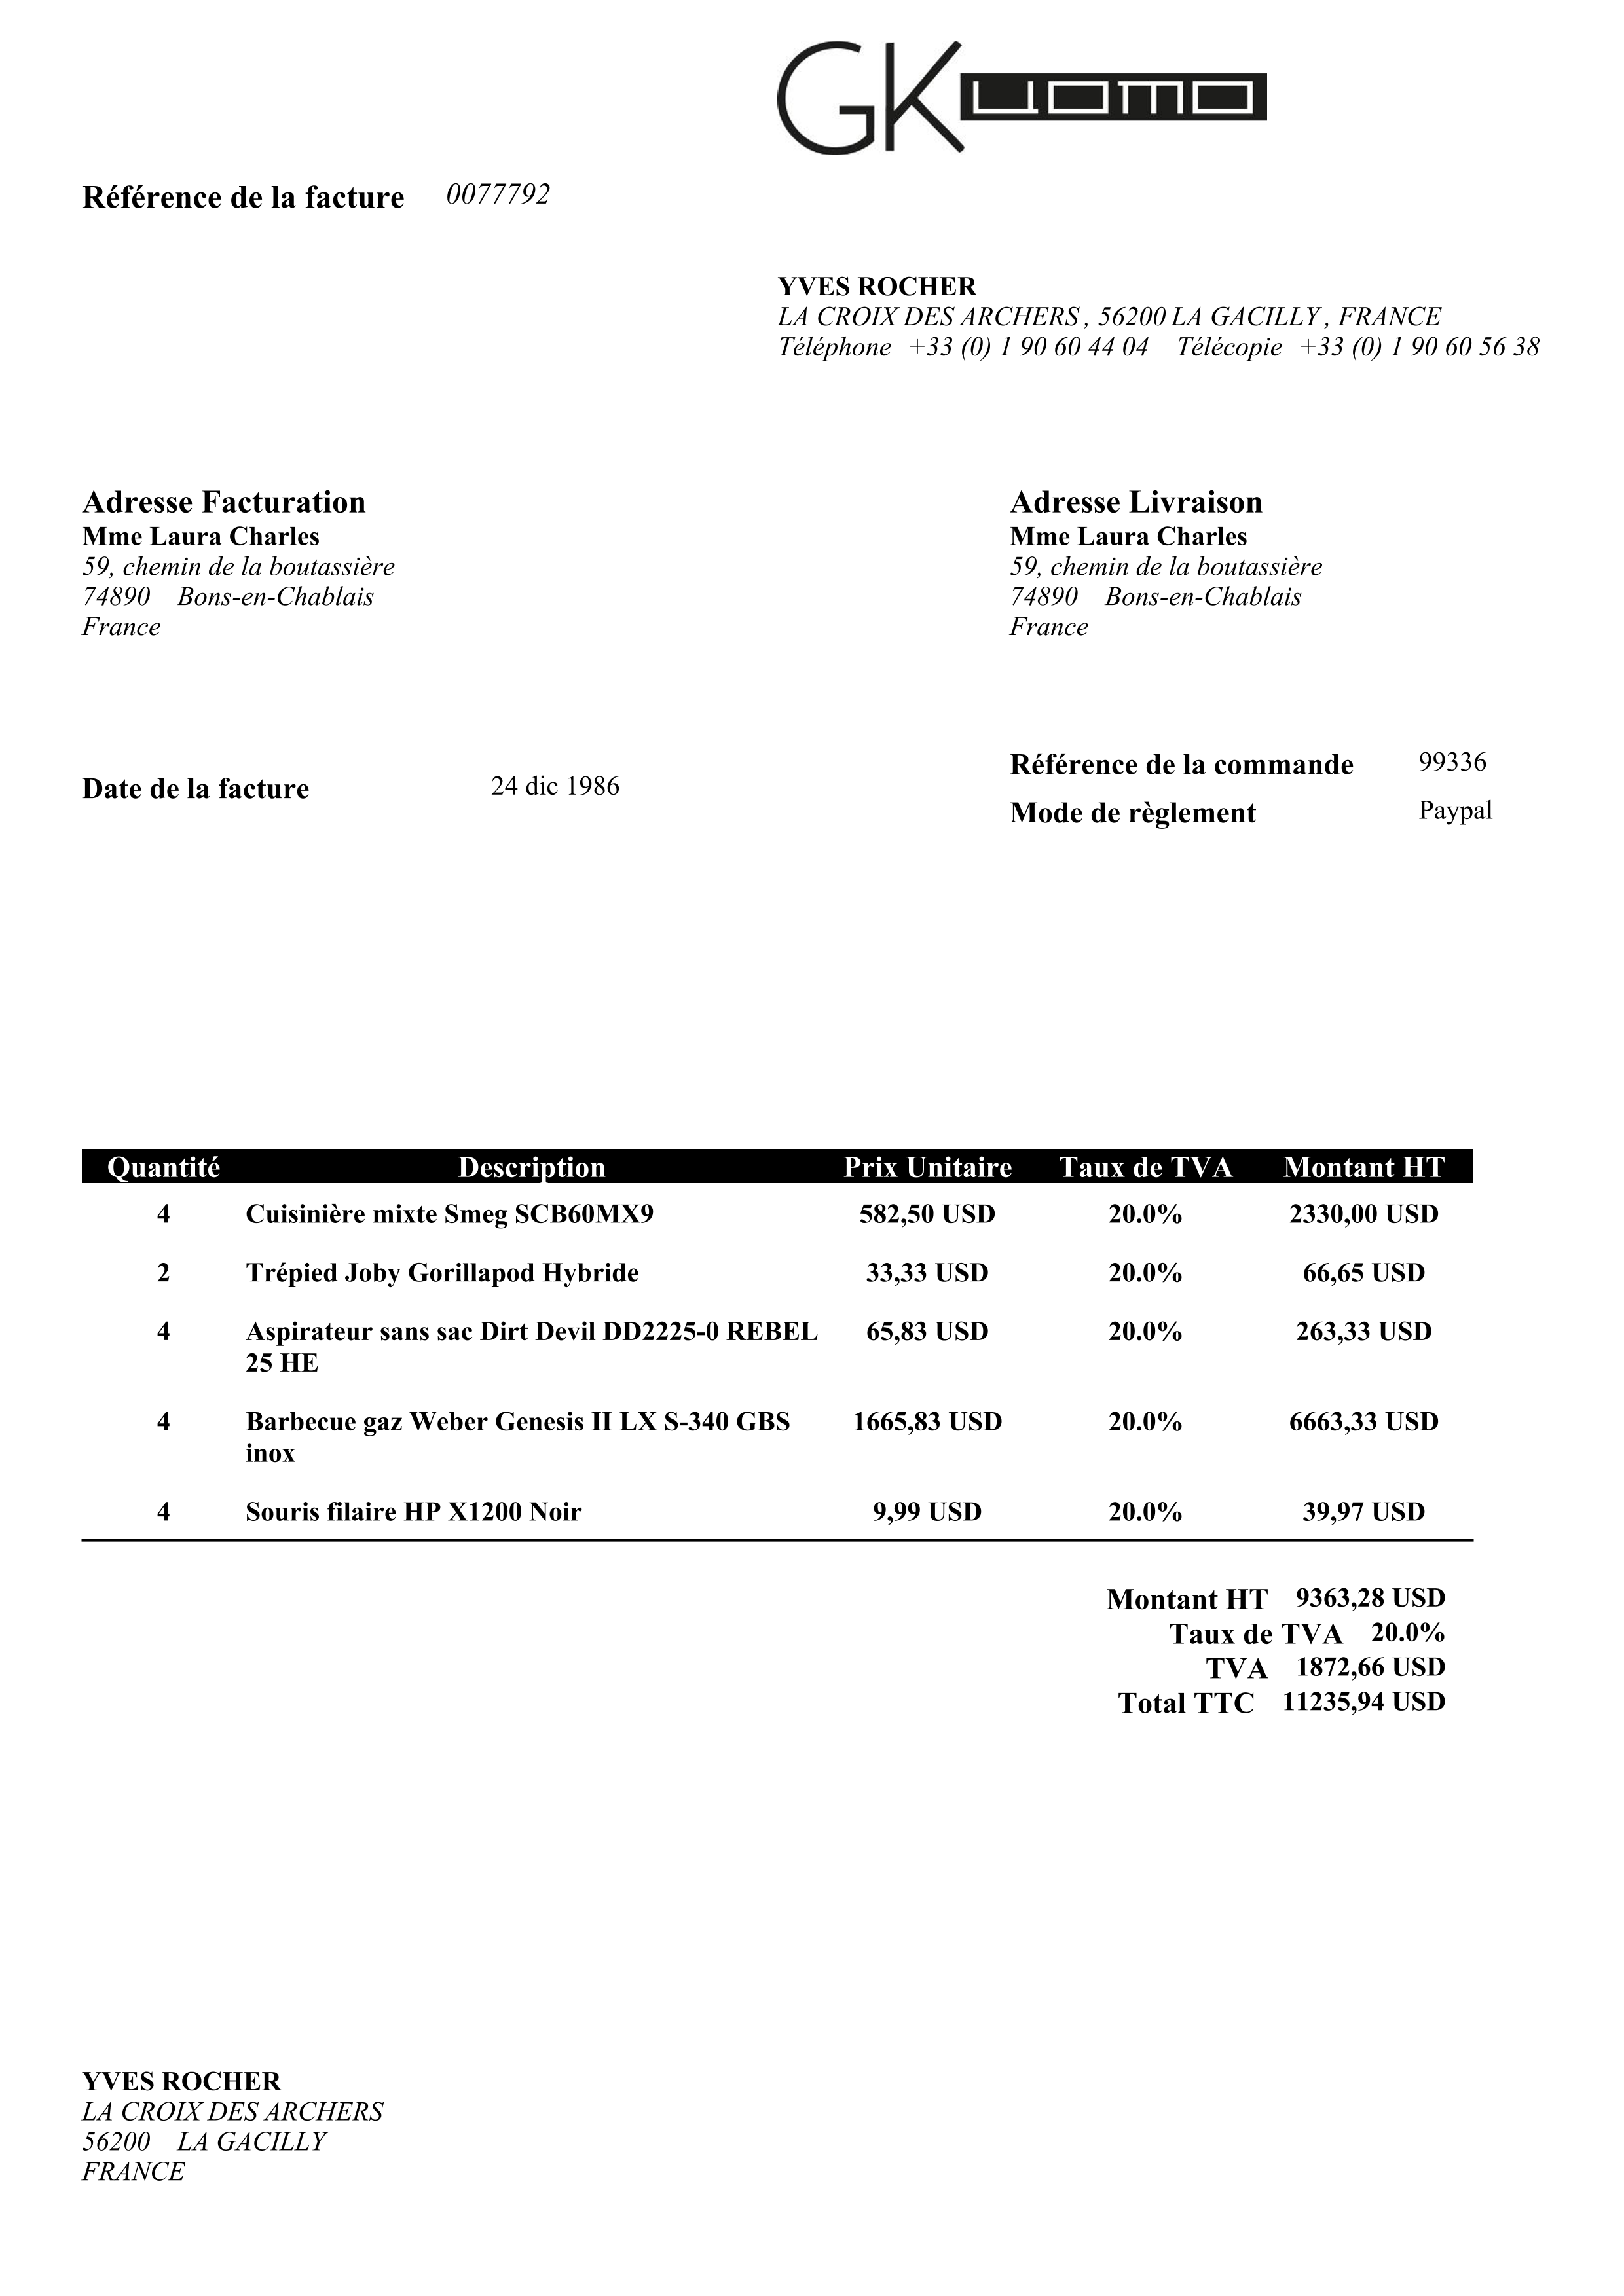 GK UOMO
Référence de la facture 0077792
YVES ROCHER
LA CROIX DES ARCHERS , 56200 LA GACILLY , FRANCE
Téléphone +33 (0) 1 90 60 44 04 Télécopie +33 (0) 1 90 60 56 38
Adresse Facturation Adresse Livraison
Mme Laura Charles Mme Laura Charles
59, chemin de la boutassière 59, chemin de la boutassière
74890 Bons-en-Chablais 74890 Bons-en-Chablais
France France
Référence de la commande 99336
Date de la facture 24 dic 1986
Mode de règlement Paypal
Quantité Description Prix Unitaire Taux de TVA Montant HT
4 Cuisinière mixte Smeg SCB60MX9 582,50 USD 20.0% 2330,00 USD
2 Trépied Joby Gorillapod Hybride 33,33 USD 20.0% 66,65 USD
4 Aspirateur sans sac Dirt Devil DD2225-0 REBEL 65,83 USD 20.0% 263,33 USD
25 HE
4 Barbecue gaz Weber Genesis II LX S-340 GBS 1665,83 USD 20.0% 6663,33 USD
inox
4 Souris filaire HP X1200 Noir 9,99 USD 20.0% 39,97 USD
Montant HT 9363,28 USD
Taux de TVA 20.0%
TVA 1872,66 USD
Total TTC 11235,94 USD
YVES ROCHER
LA CROIX DES ARCHERS
56200 LA GACILLY
FRANCE